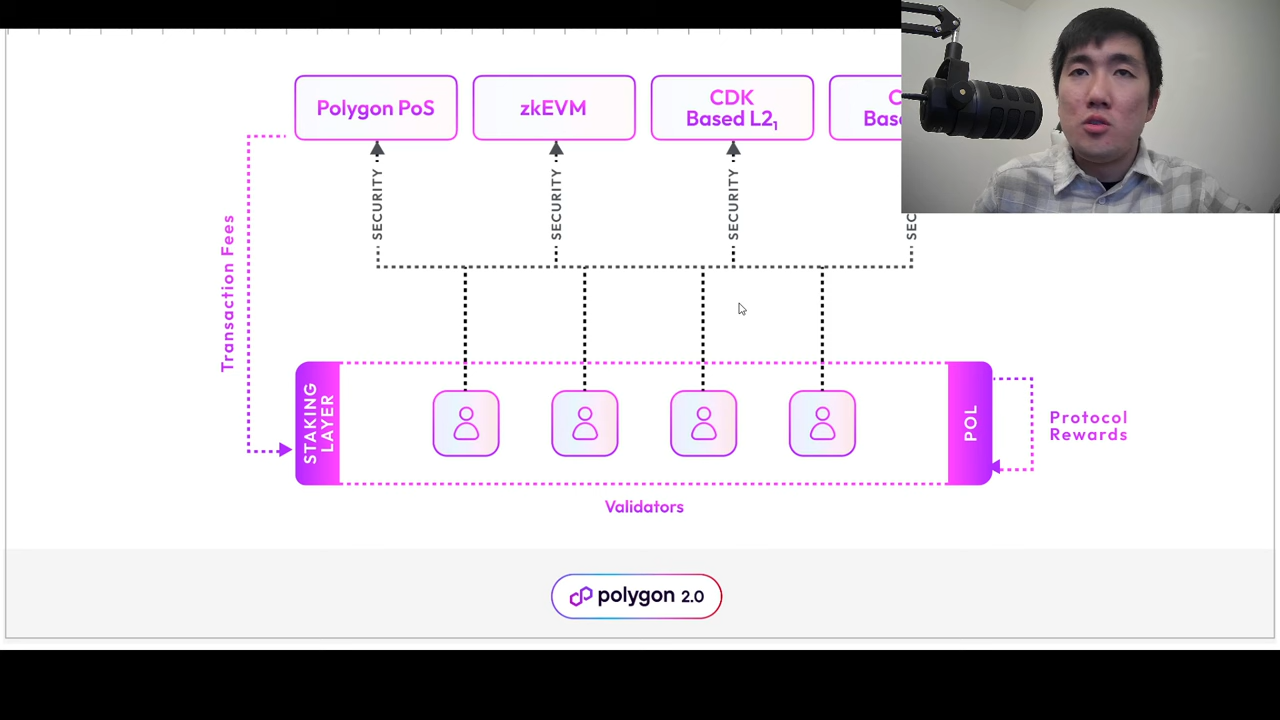 Polygon PoS
zkEVM
CDK
Based L2₁
SECURITY
SECURITY
SECURITY
Transaction Fees
STAKING
LAYER
POL
Protocol
Rewards
Validators
polygon 2.0